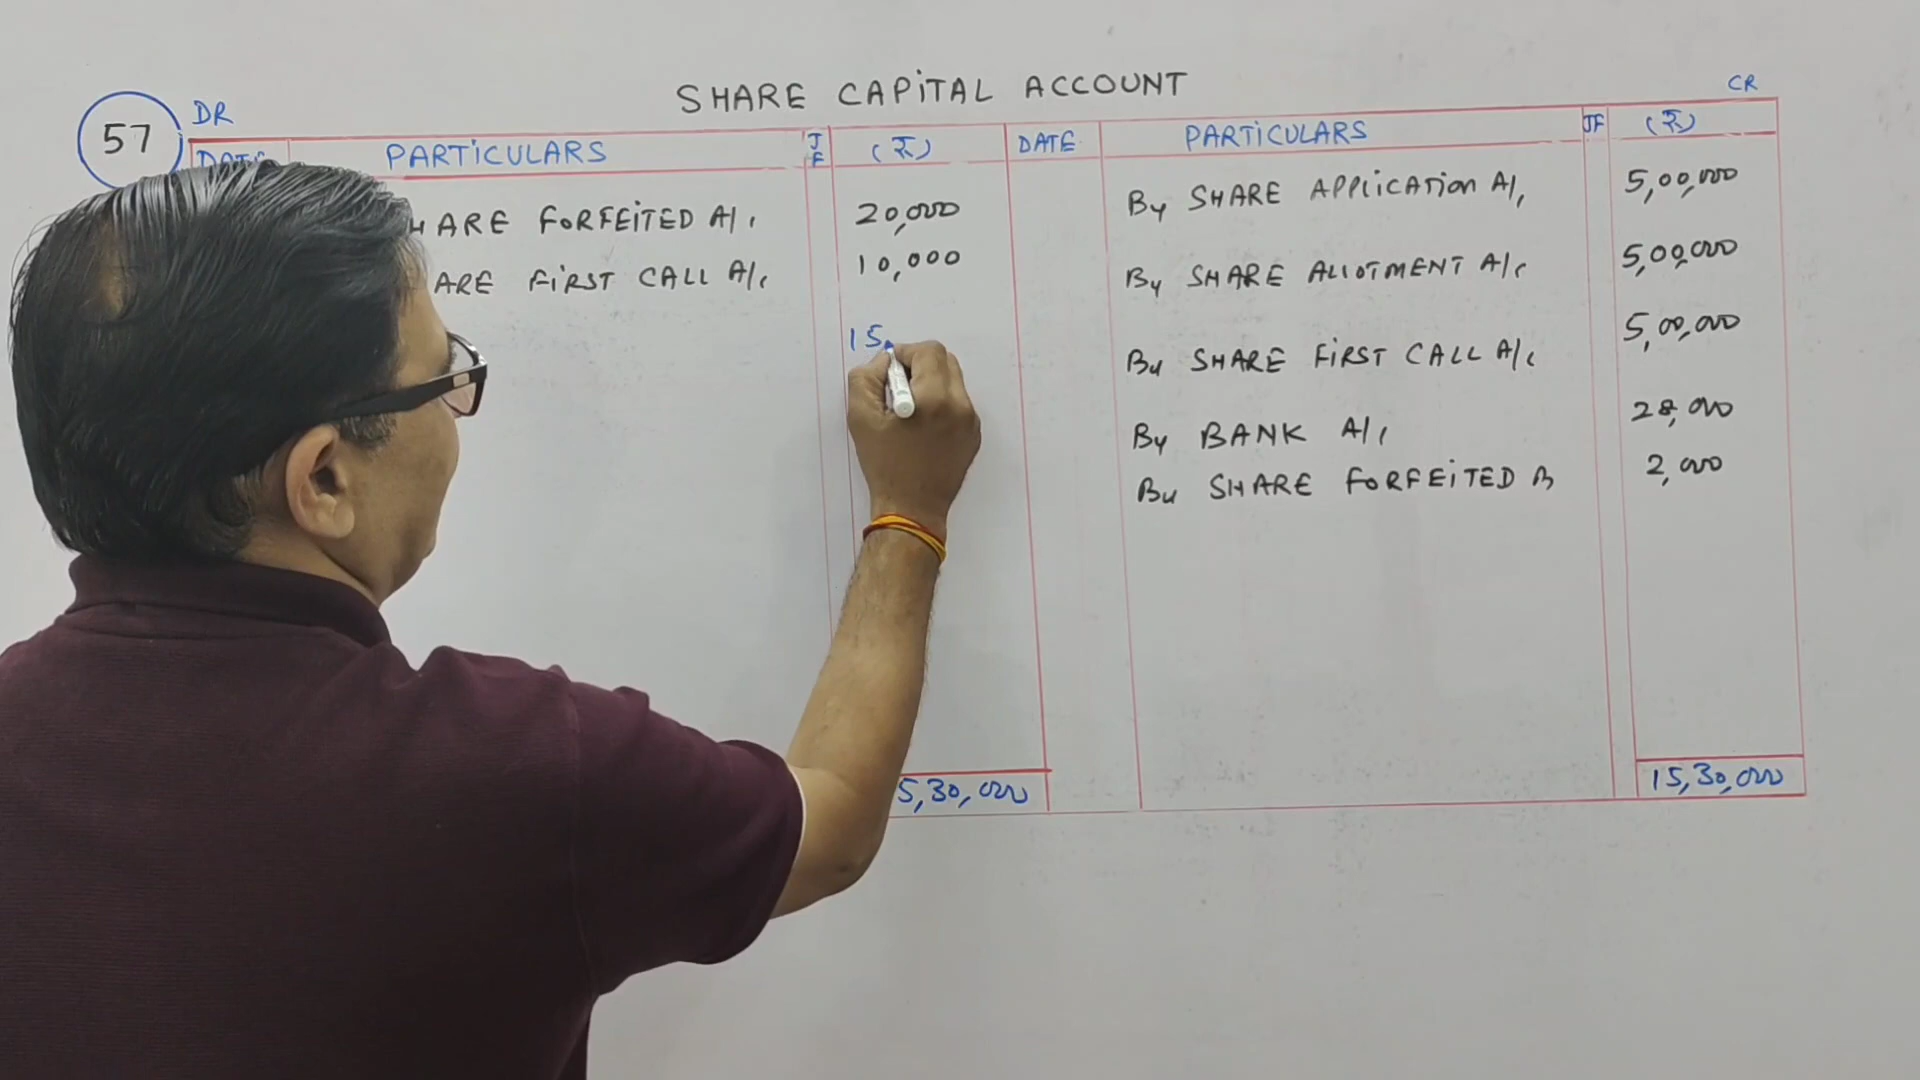 SHARE CAPITAL ACCOUNT
57
DR
CR
DATE PARTICULARS JF (₹) DATE PARTICULARS JF (₹)
HARE FORFEITED A/c 20,000
ARE FIRST CALL A/c 10,000
15,
5,30,000
By SHARE APPLICATION A/c 5,00,000
By SHARE ALLOTMENT A/c 5,00,000
By SHARE FIRST CALL A/c 5,00,000
By BANK A/c 28,000
By SHARE FORFEITED 2,000
15,30,000